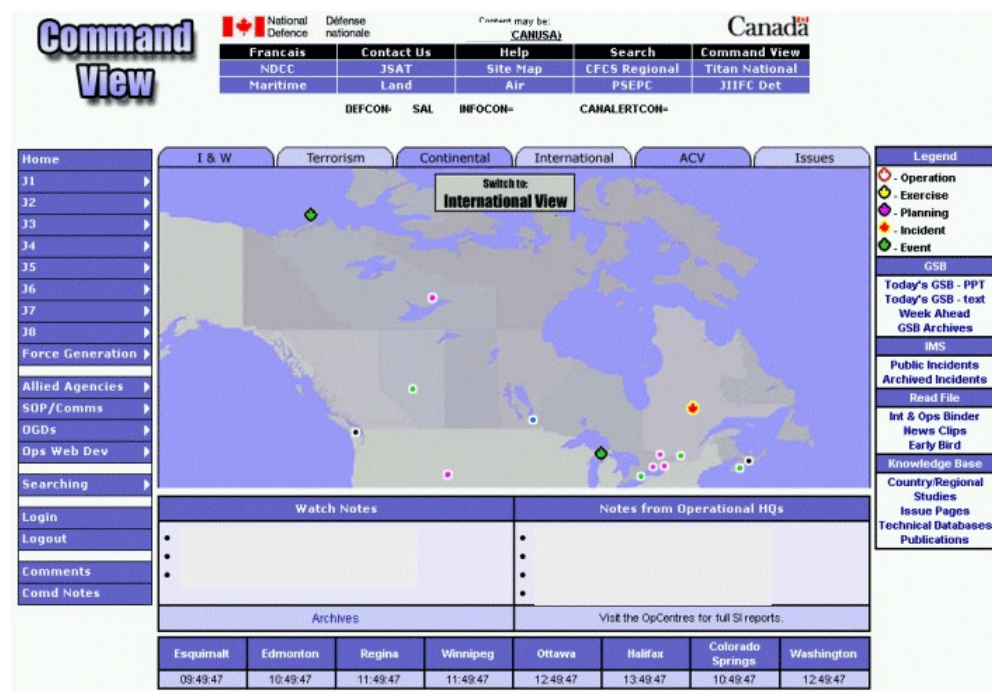 Command
View
National Défense
Defence nationale
Content may be:
CANUSA)
Canada
Francais Contact Us Help Search Command View
NDCC JSAT Site Map CFCS Regional Titan National
Maritime Land Air PSEPC JIIFC Det
DEFCON= SAL INFOCON= CANALERTCON=
Home
J1
J2
J3
J4
J5
J6
J7
J8
Force Generation
Allied Agencies
SOP/Comms
OGDs
Ops Web Dev
Searching
Login
Logout
Comments
Comd Notes
I & W Terrorism Continental International ACV Issues
Switch to:
International View
Legend
- Operation
- Exercise
- Planning
- Incident
- Event
GSB
Today's GSB - PPT
Today's GSB - text
Week Ahead
GSB Archives
IMS
Public Incidents
Archived Incidents
Read File
Int & Ops Binder
News Clips
Early Bird
Knowledge Base
Country/Regional
Studies
Issue Pages
Technical Databases
Publications
Watch Notes Notes from Operational HQs
Archives Visit the OpCentres for full SI reports.
Esquimalt Edmonton Regina Winnipeg Ottawa Halifax Colorado Springs Washington
09:49:47 10:49:47 11:49:47 11:49:47 12:49:47 13:49:47 10:49:47 12:49:47